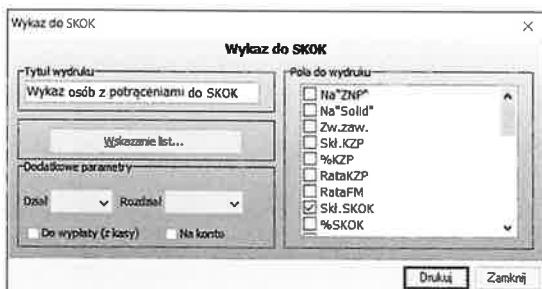 Wykaz do SKOK
Wykaz do SKOK
Tytuł wydruku
Wykaz osób z potrąceniami do SKOK
Wskazanie list...
Dodatkowe parametry
Dział
Rozdział
Do wypłaty (z kasy)
Na konto
Pola do wydruku
Na"ZNP"
Na"Solid"
Zw.zaw.
Skł.KZP
%KZP
RataKZP
RataFM
Skł.SKOK
%SKOK
Drukuj
Zamknij